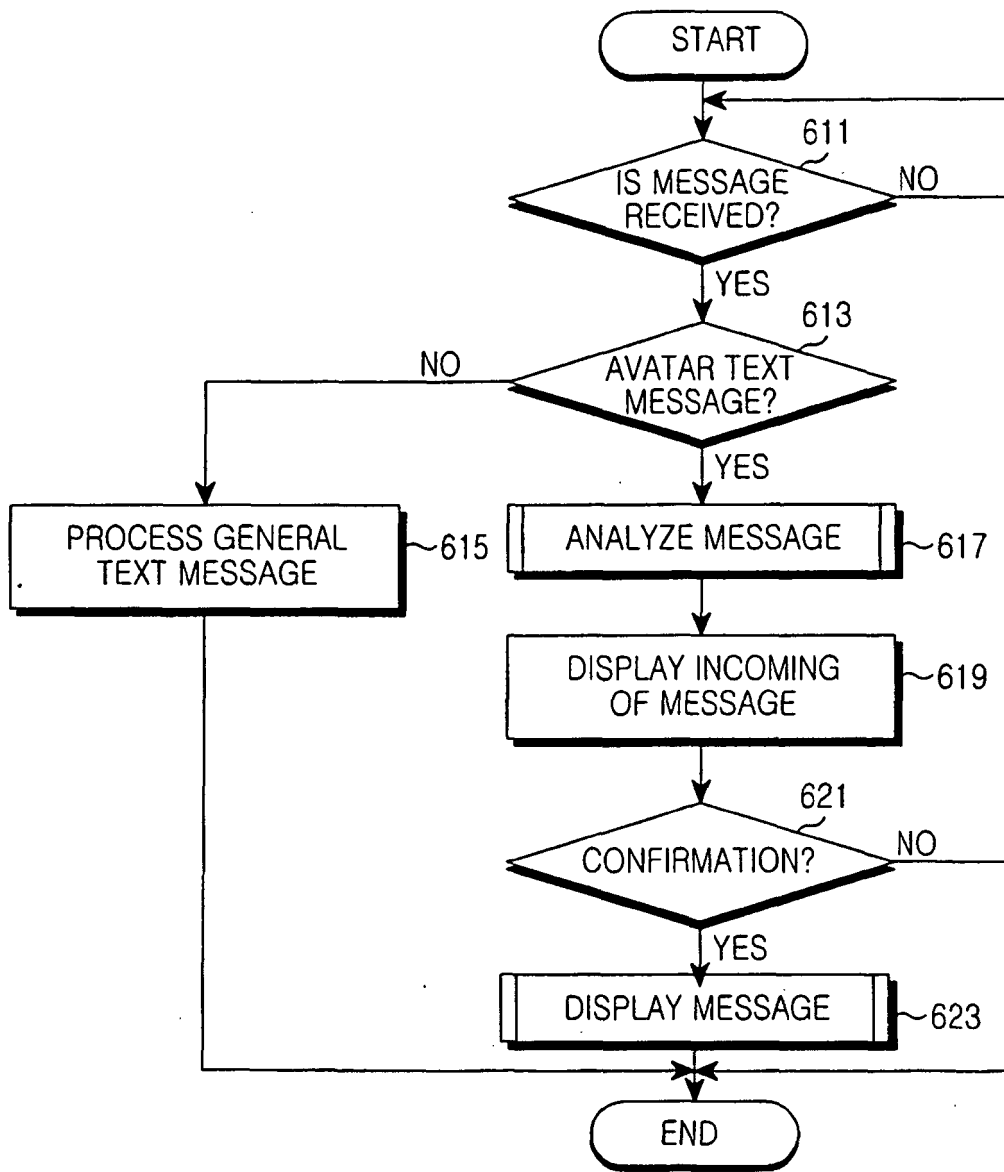 START
611
IS MESSAGE
RECEIVED?
NO
YES
613
NO
AVATAR TEXT
MESSAGE?
YES
PROCESS GENERAL
TEXT MESSAGE
615
ANALYZE MESSAGE
617
DISPLAY INCOMING
OF MESSAGE
619
621
CONFIRMATION?
NO
YES
DISPLAY MESSAGE
623
END